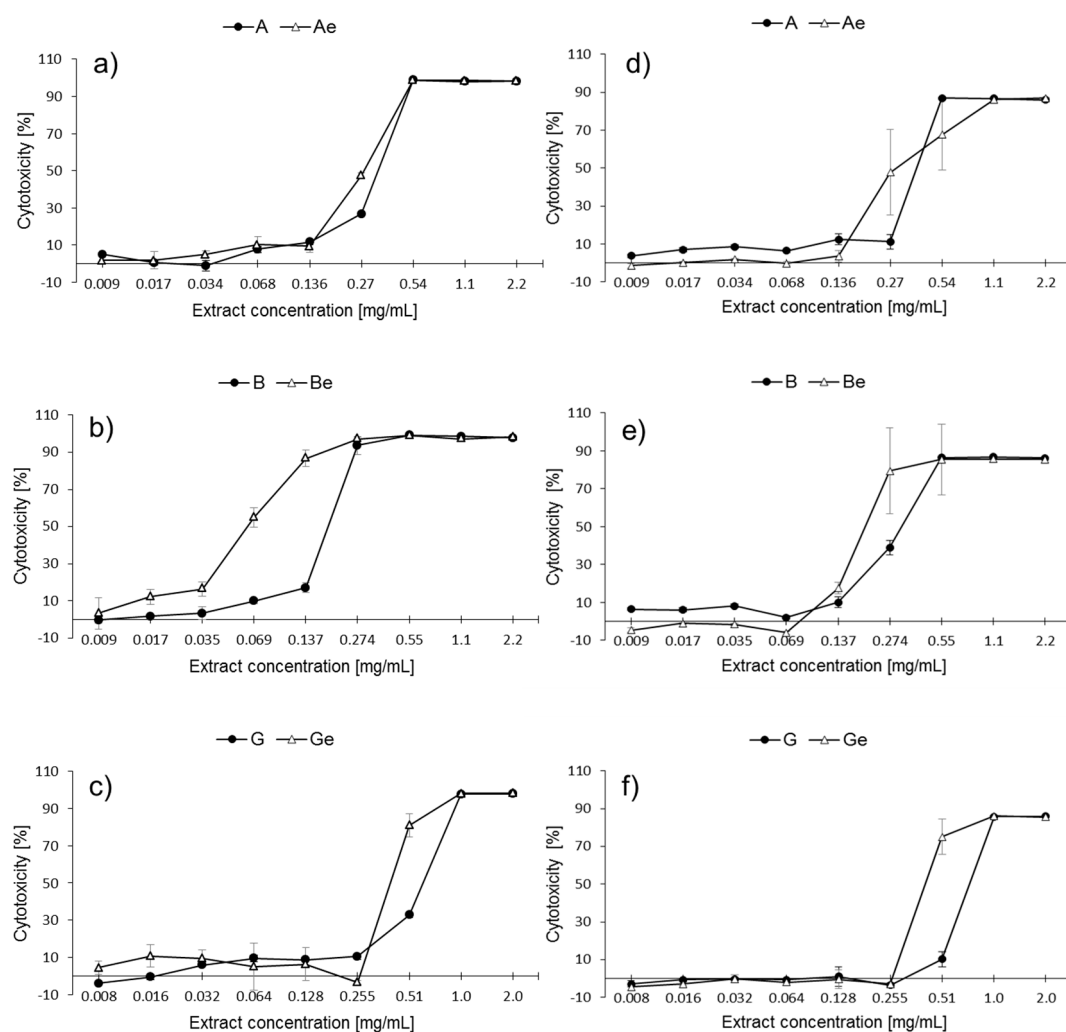 A Ae
a)
110
90
70
50
30
10
-10
Cytotoxicity [%]
0.009 0.017 0.034 0.068 0.136 0.27 0.54 1.1 2.2
Extract concentration [mg/mL]
A Ae
d)
110
90
70
50
30
10
-10
Cytotoxicity [%]
0.009 0.017 0.034 0.068 0.136 0.27 0.54 1.1 2.2
Extract concentration [mg/mL]
B Be
b)
110
90
70
50
30
10
-10
Cytotoxicity [%]
0.009 0.017 0.035 0.069 0.137 0.274 0.55 1.1 2.2
Extract concentration [mg/mL]
B Be
e)
110
90
70
50
30
10
-10
Cytotoxicity [%]
0.009 0.017 0.035 0.069 0.137 0.274 0.55 1.1 2.2
Extract concentration [mg/mL]
G Ge
c)
110
90
70
50
30
10
-10
Cytotoxicity [%]
0.008 0.016 0.032 0.064 0.128 0.255 0.51 1.0 2.0
Extract concentration [mg/mL]
G Ge
f)
110
90
70
50
30
10
-10
Cytotoxicity [%]
0.008 0.016 0.032 0.064 0.128 0.255 0.51 1.0 2.0
Extract concentration [mg/mL]